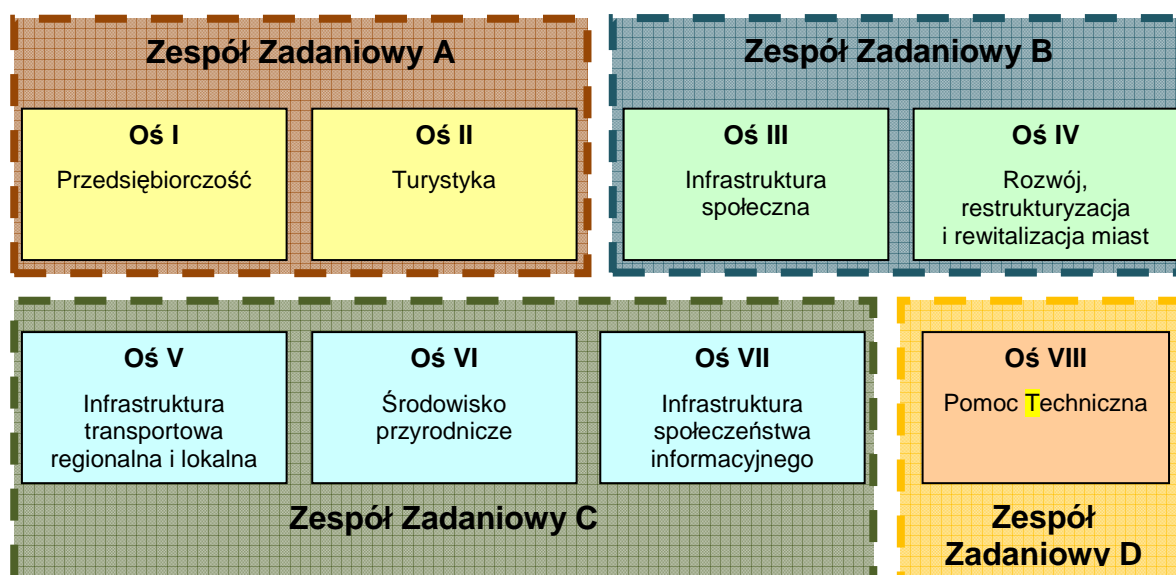 Zespół Zadaniowy A
Zespół Zadaniowy B
Oś I
Przedsiębiorczość
Oś II
Turystyka
Oś III
Infrastruktura
społeczna
Oś IV
Rozwój,
restrukturyzacja
i rewitalizacja miast
Oś V
Infrastruktura
transportowa
regionalna i lokalna
Oś VI
Środowisko
przyrodnicze
Oś VII
Infrastruktura
społeczeństwa
informacyjnego
Oś VIII
Pomoc Techniczna
Zespół Zadaniowy C
Zespół
Zadaniowy D